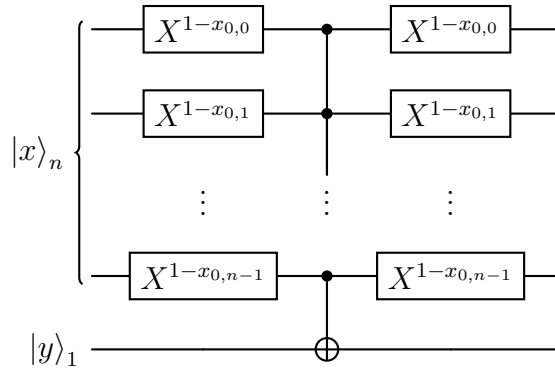 X^{1−x_{0,0}} X^{1−x_{0,0}}
X^{1−x_{0,1}} X^{1−x_{0,1}}
|x⟩_n
⋮ ⋮ ⋮
X^{1−x_{0,n−1}} X^{1−x_{0,n−1}}
|y⟩_1